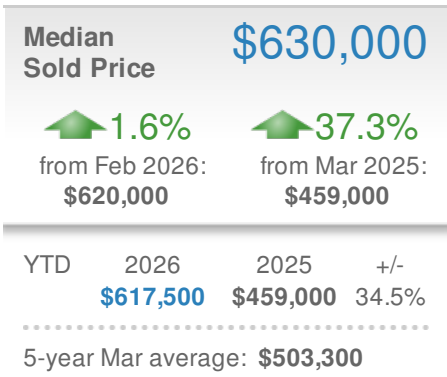 Median $630,000
Sold Price
1.6% 37.3%
from Feb 2026: from Mar 2025:
$620,000 $459,000
YTD 2026 2025 +/-
$617,500 $459,000 34.5%
5-year Mar average: $503,300